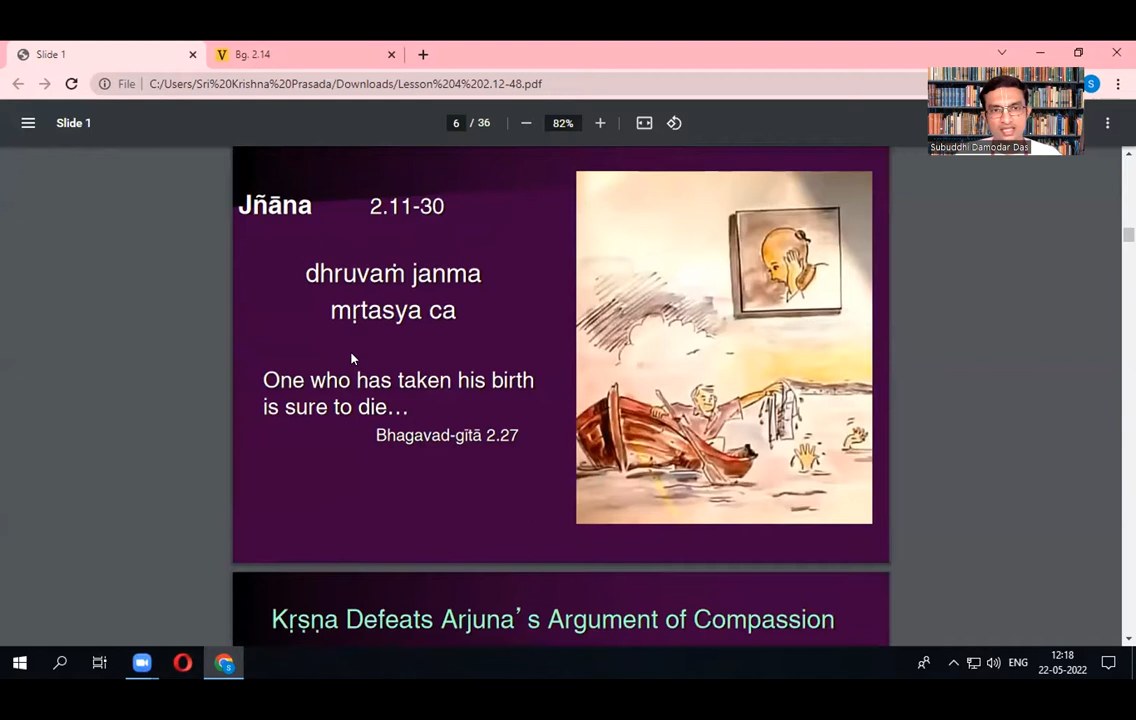 Slide 1
Bg. 2.14
File
C:/Users/Sri%20Krishna%20Prasada/Downloads/Lesson%204%202.12-48.pdf
S
Slide 1
6 / 36
82%
Subuddhi Damodar Das
Jñāna 2.11-30
dhruvaṁ janma
mṛtasya ca
One who has taken his birth
is sure to die…
Bhagavad-gītā 2.27
Kṛṣṇa Defeats Arjuna’s Argument of Compassion
ENG
12:18
22-05-2022